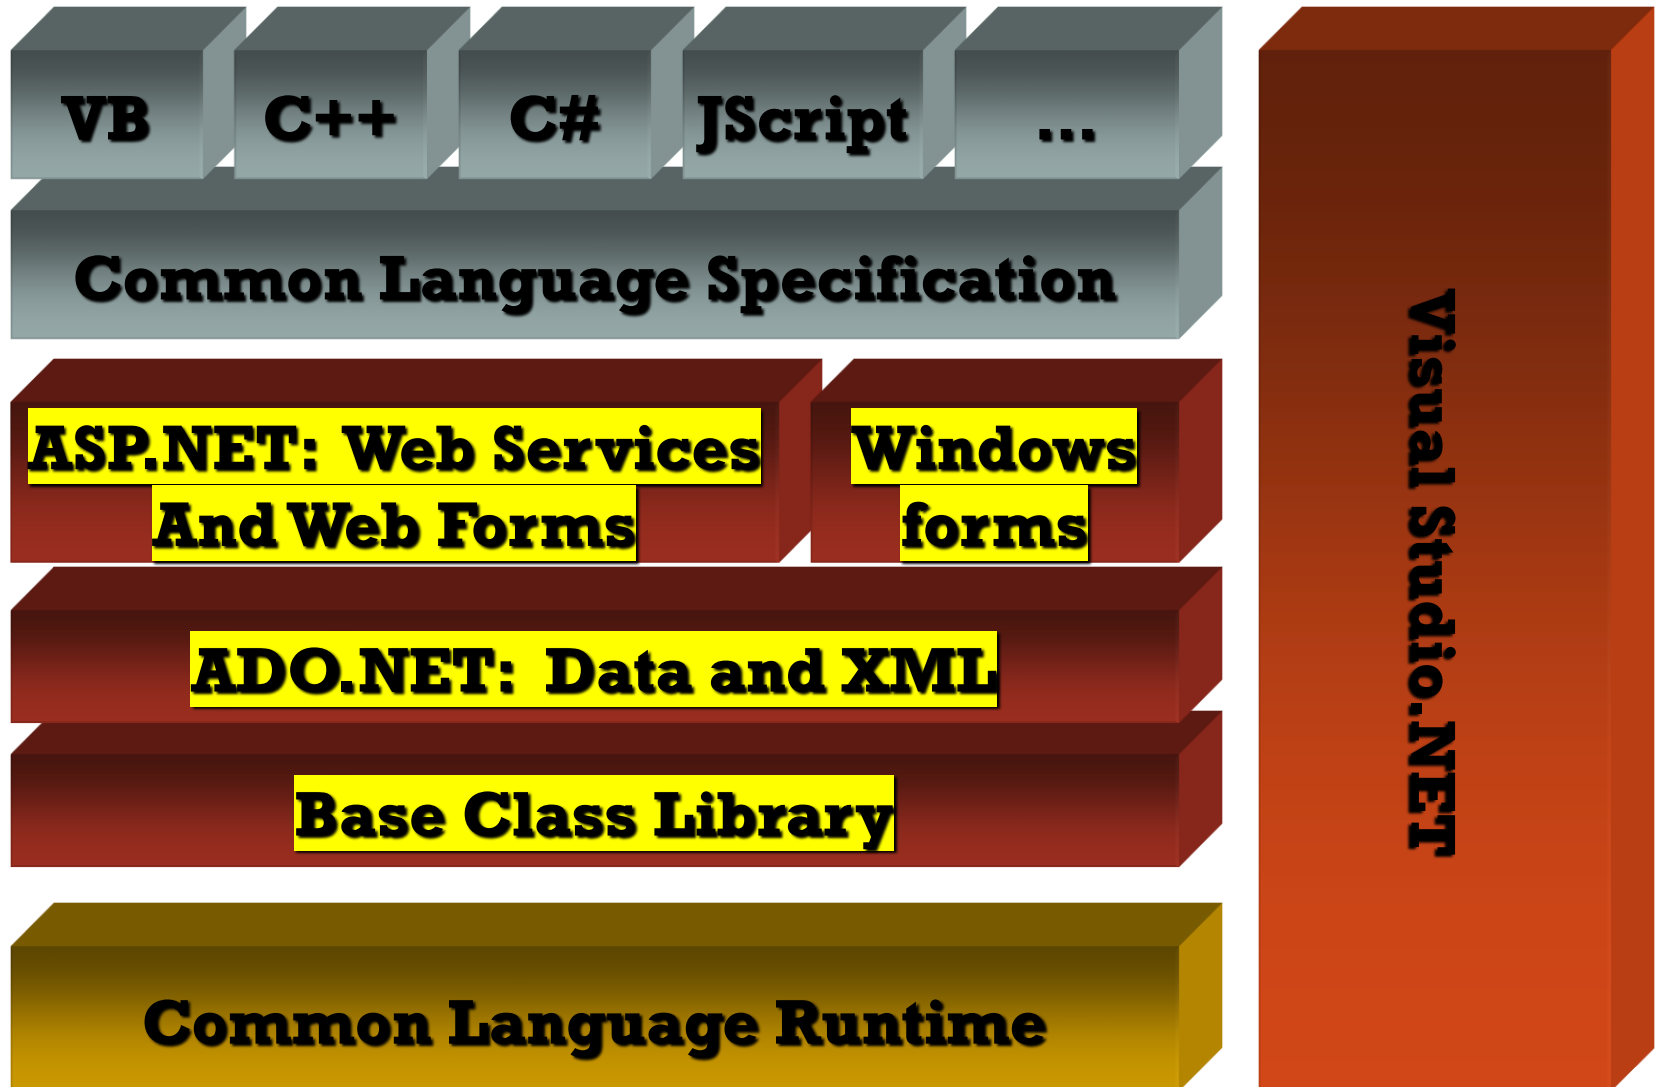 VB
C++
C#
JScript
...
Common Language Specification
ASP.NET: Web Services
And Web Forms
Windows
forms
ADO.NET: Data and XML
Base Class Library
Common Language Runtime
Visual Studio.NET